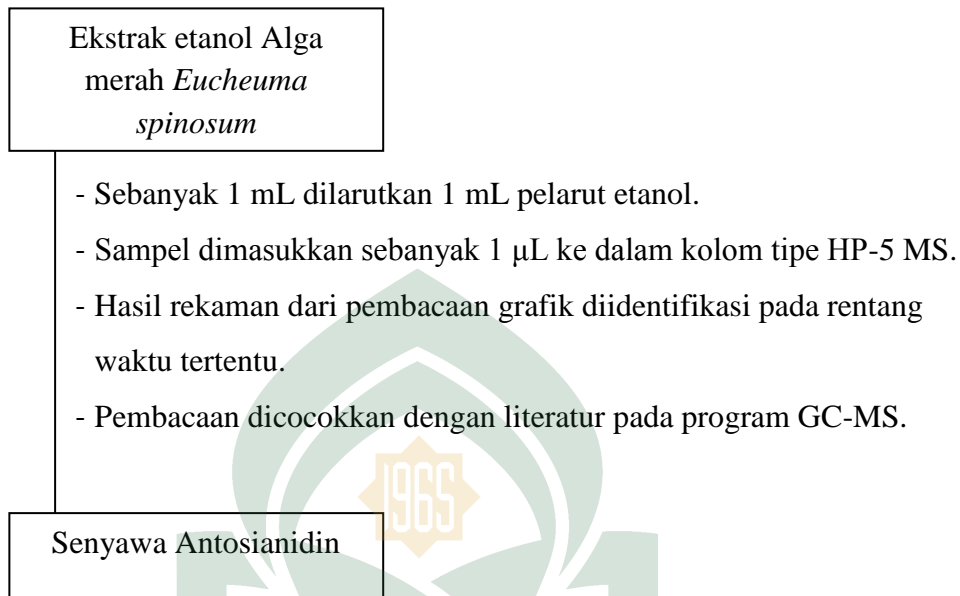 Ekstrak etanol Alga
merah Eucheuma
spinosum
- Sebanyak 1 mL dilarutkan 1 mL pelarut etanol.
- Sampel dimasukkan sebanyak 1 μL ke dalam kolom tipe HP-5 MS.
- Hasil rekaman dari pembacaan grafik diidentifikasi pada rentang
waktu tertentu.
- Pembacaan dicocokkan dengan literatur pada program GC-MS.
1965
Senyawa Antosianidin